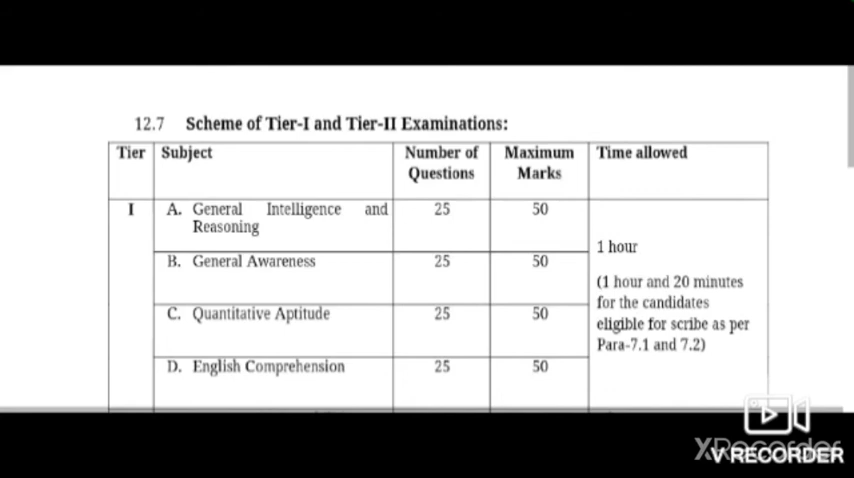 12.7 Scheme of Tier-I and Tier-II Examinations:
Tier Subject Number of Questions Maximum Marks Time allowed
I A. General Intelligence and Reasoning 25 50
B. General Awareness 25 50
C. Quantitative Aptitude 25 50
D. English Comprehension 25 50
1 hour
(1 hour and 20 minutes
for the candidates
eligible for scribe as per
Para-7.1 and 7.2)
XRecorder
V RECORDER